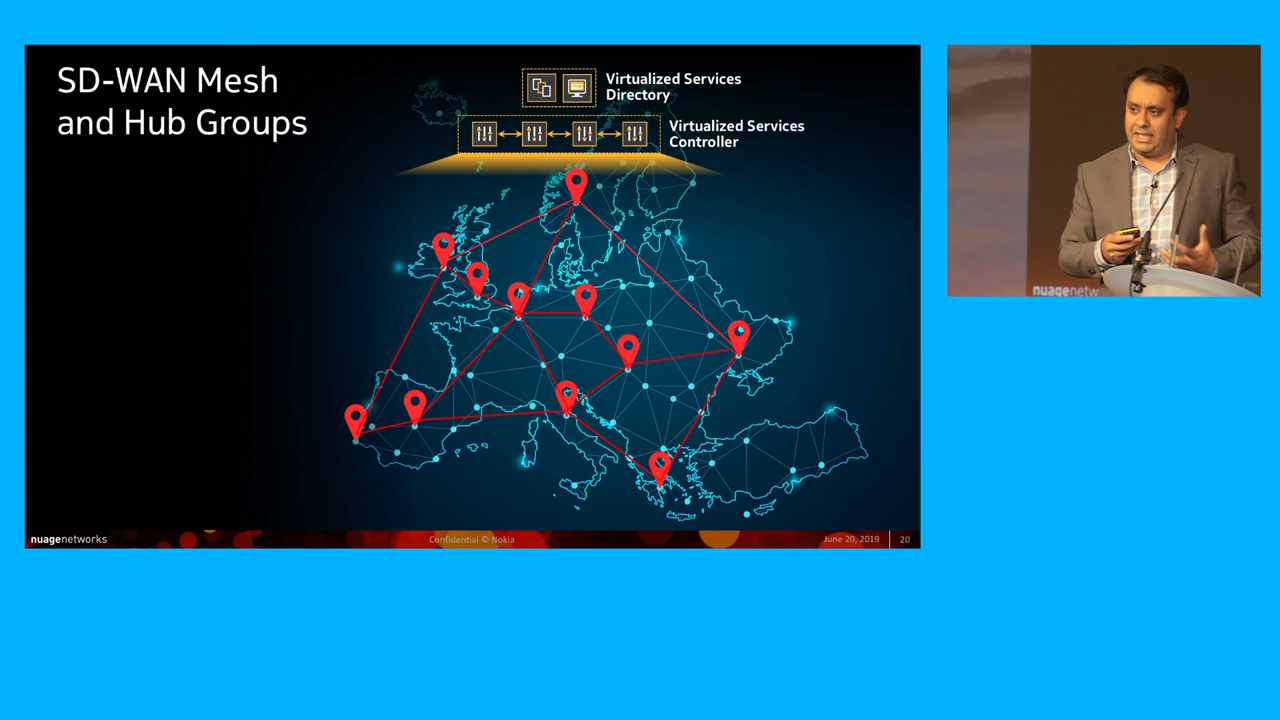 SD-WAN Mesh
and Hub Groups
Virtualized Services
Directory
Virtualized Services
Controller
nuagenetworks
Confidential © Nokia
June 20, 2019
20
nuagenetw